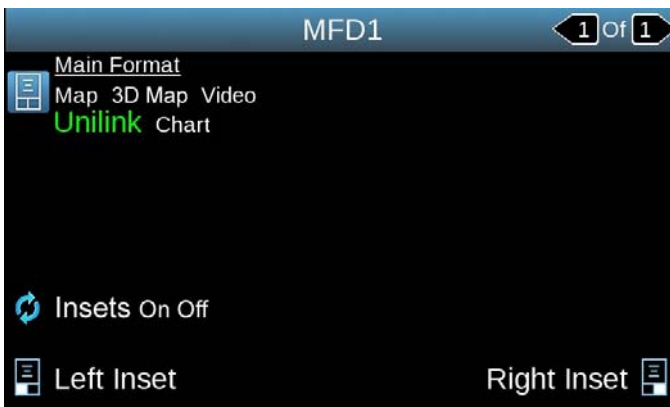 MFD1
1 Of 1
Main Format
Map 3D Map Video
Unilink Chart
Insets On Off
Left Inset
Right Inset